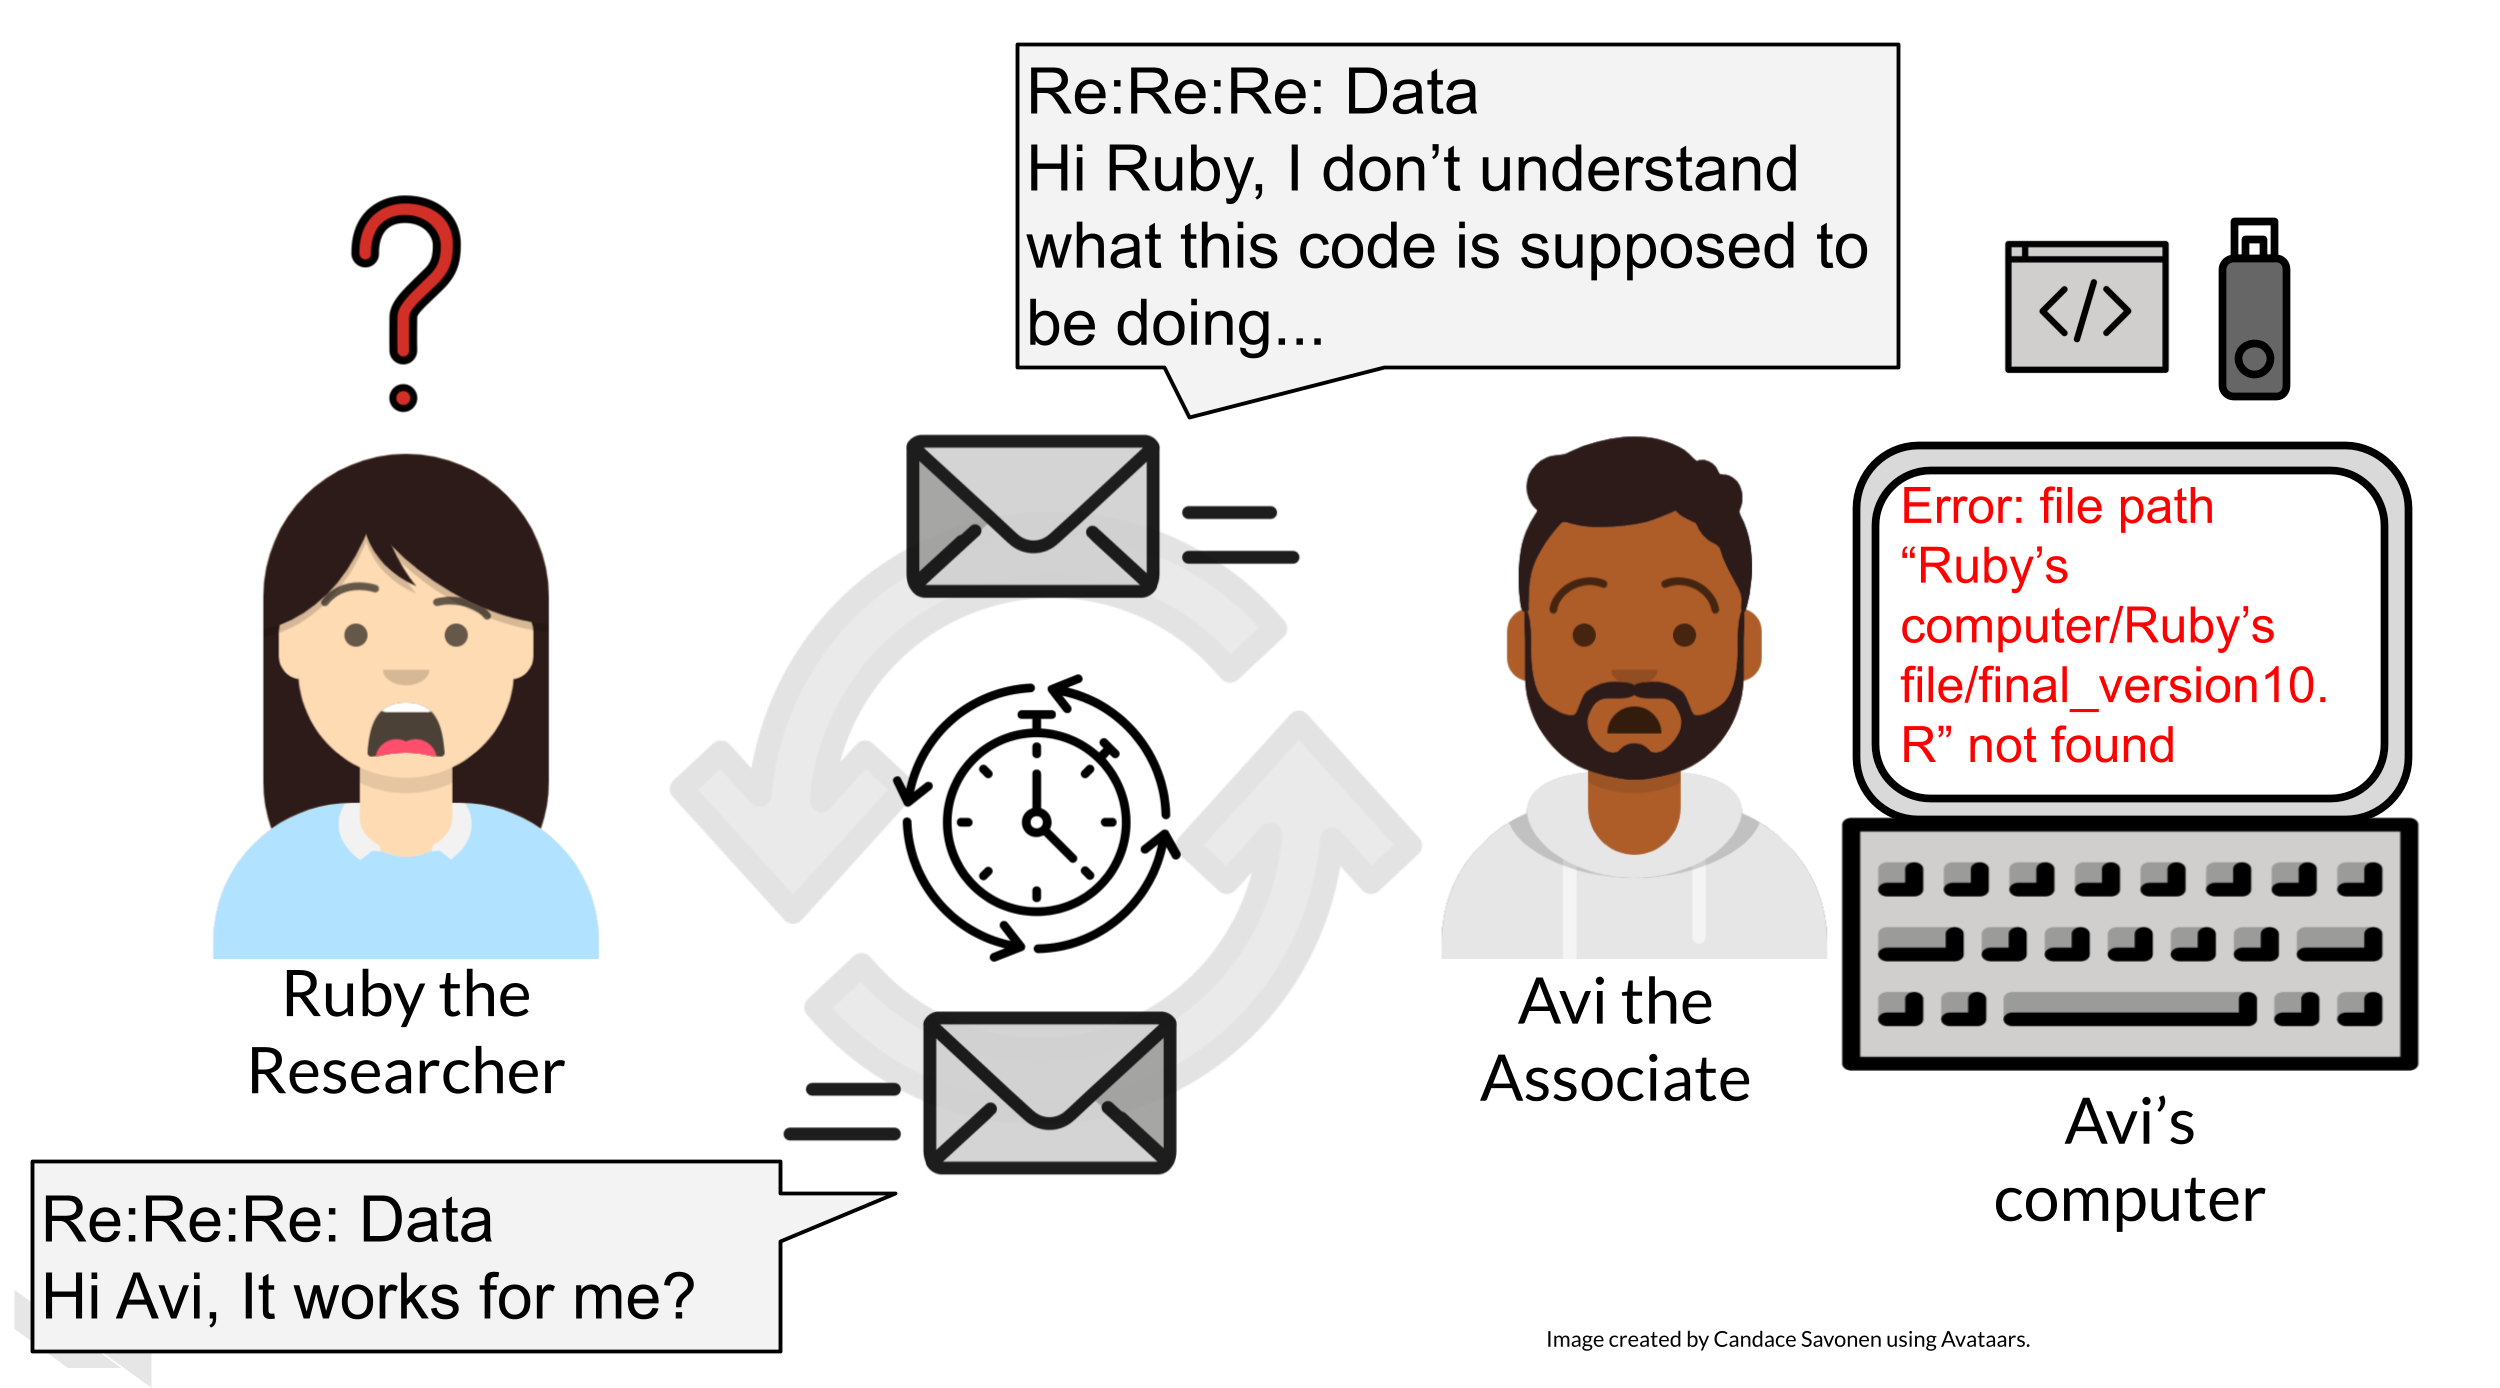 Re:Re:Re: Data
Hi Ruby, I don’t understand
what this code is supposed to
be doing...
Error: file path
“Ruby’s
computer/Ruby’s
file/final_version10.
R” not found
Ruby the
Researcher
Avi the
Associate
Avi’s
computer
Re:Re:Re: Data
Hi Avi, It works for me?
Image created by Candace Savonen using Avataars.